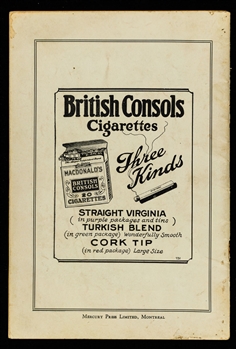 British Consols
Cigarettes
Three
Kinds
MACDONALD'S
BRITISH
CONSOLS
20
CIGARETTES
STRAIGHT VIRGINIA
(in purple packages and tins)
TURKISH BLEND
(in green package) Wonderfully Smooth
CORK TIP
(in red package) Large Size
MERCURY PRESS LIMITED, MONTREAL